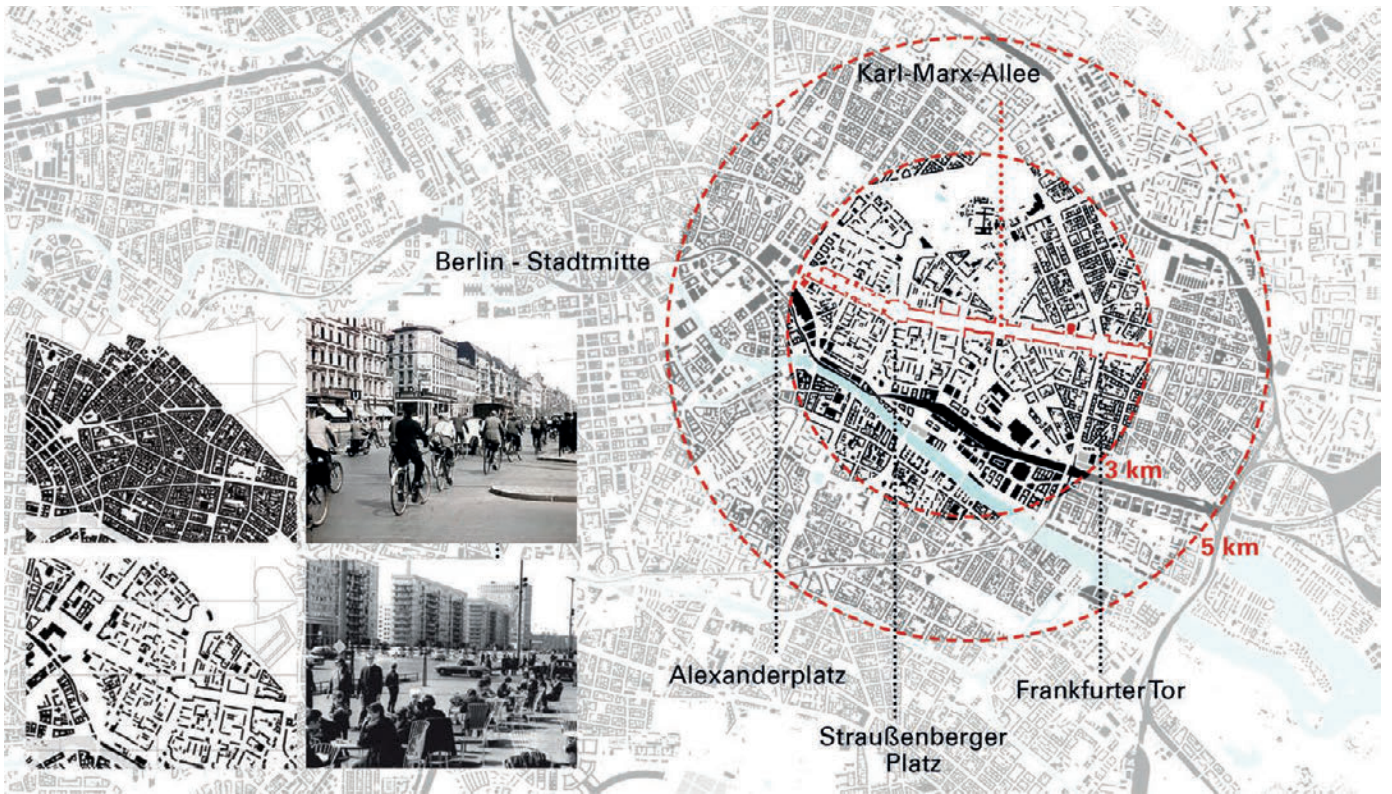 Karl-Marx-Allee
Berlin - Stadtmitte
3 km
5 km
Alexanderplatz
Frankfurter Tor
Straußenberger
Platz